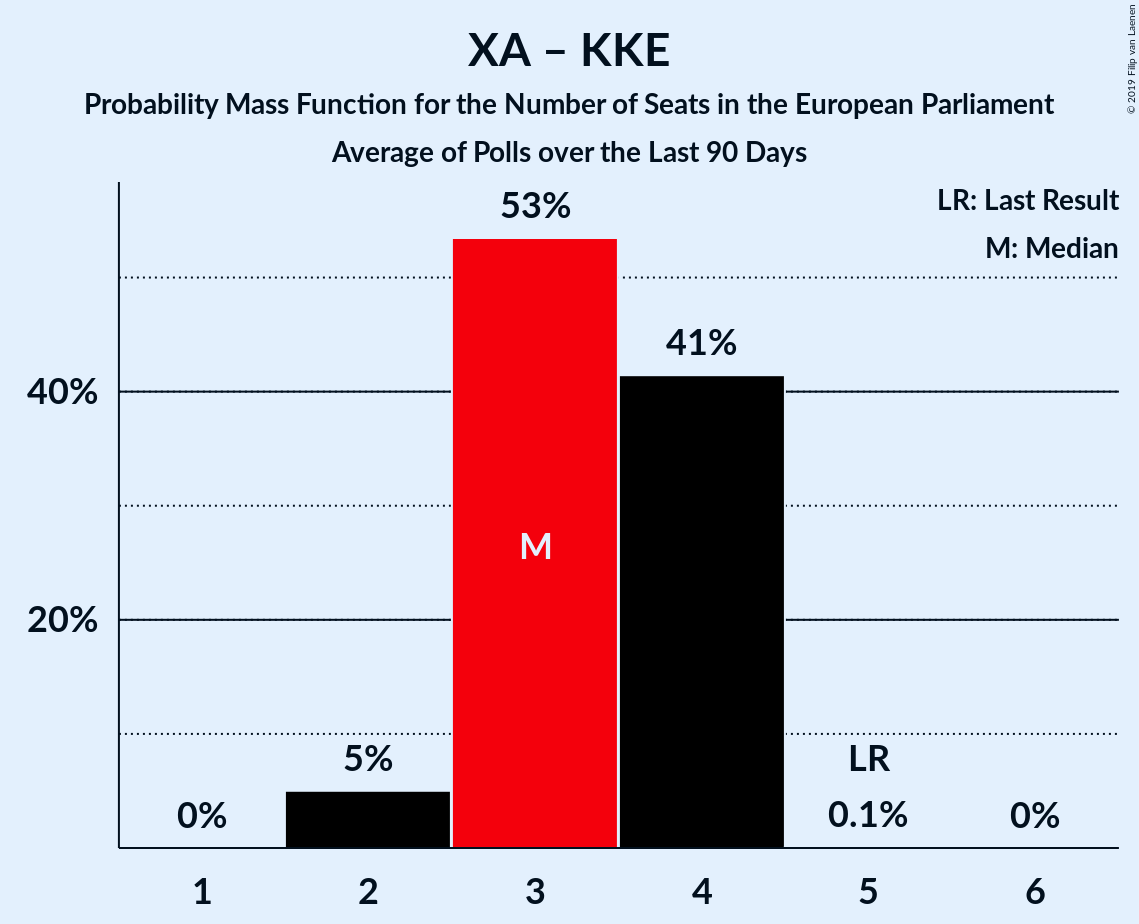 XA – KKE
Probability Mass Function for the Number of Seats in the European Parliament
Average of Polls over the Last 90 Days
© 2019 Filip van Laenen
LR: Last Result
M: Median
53%
41%
40%
M
20%
5%
LR
0%
0.1%
0%
1 2 3 4 5 6